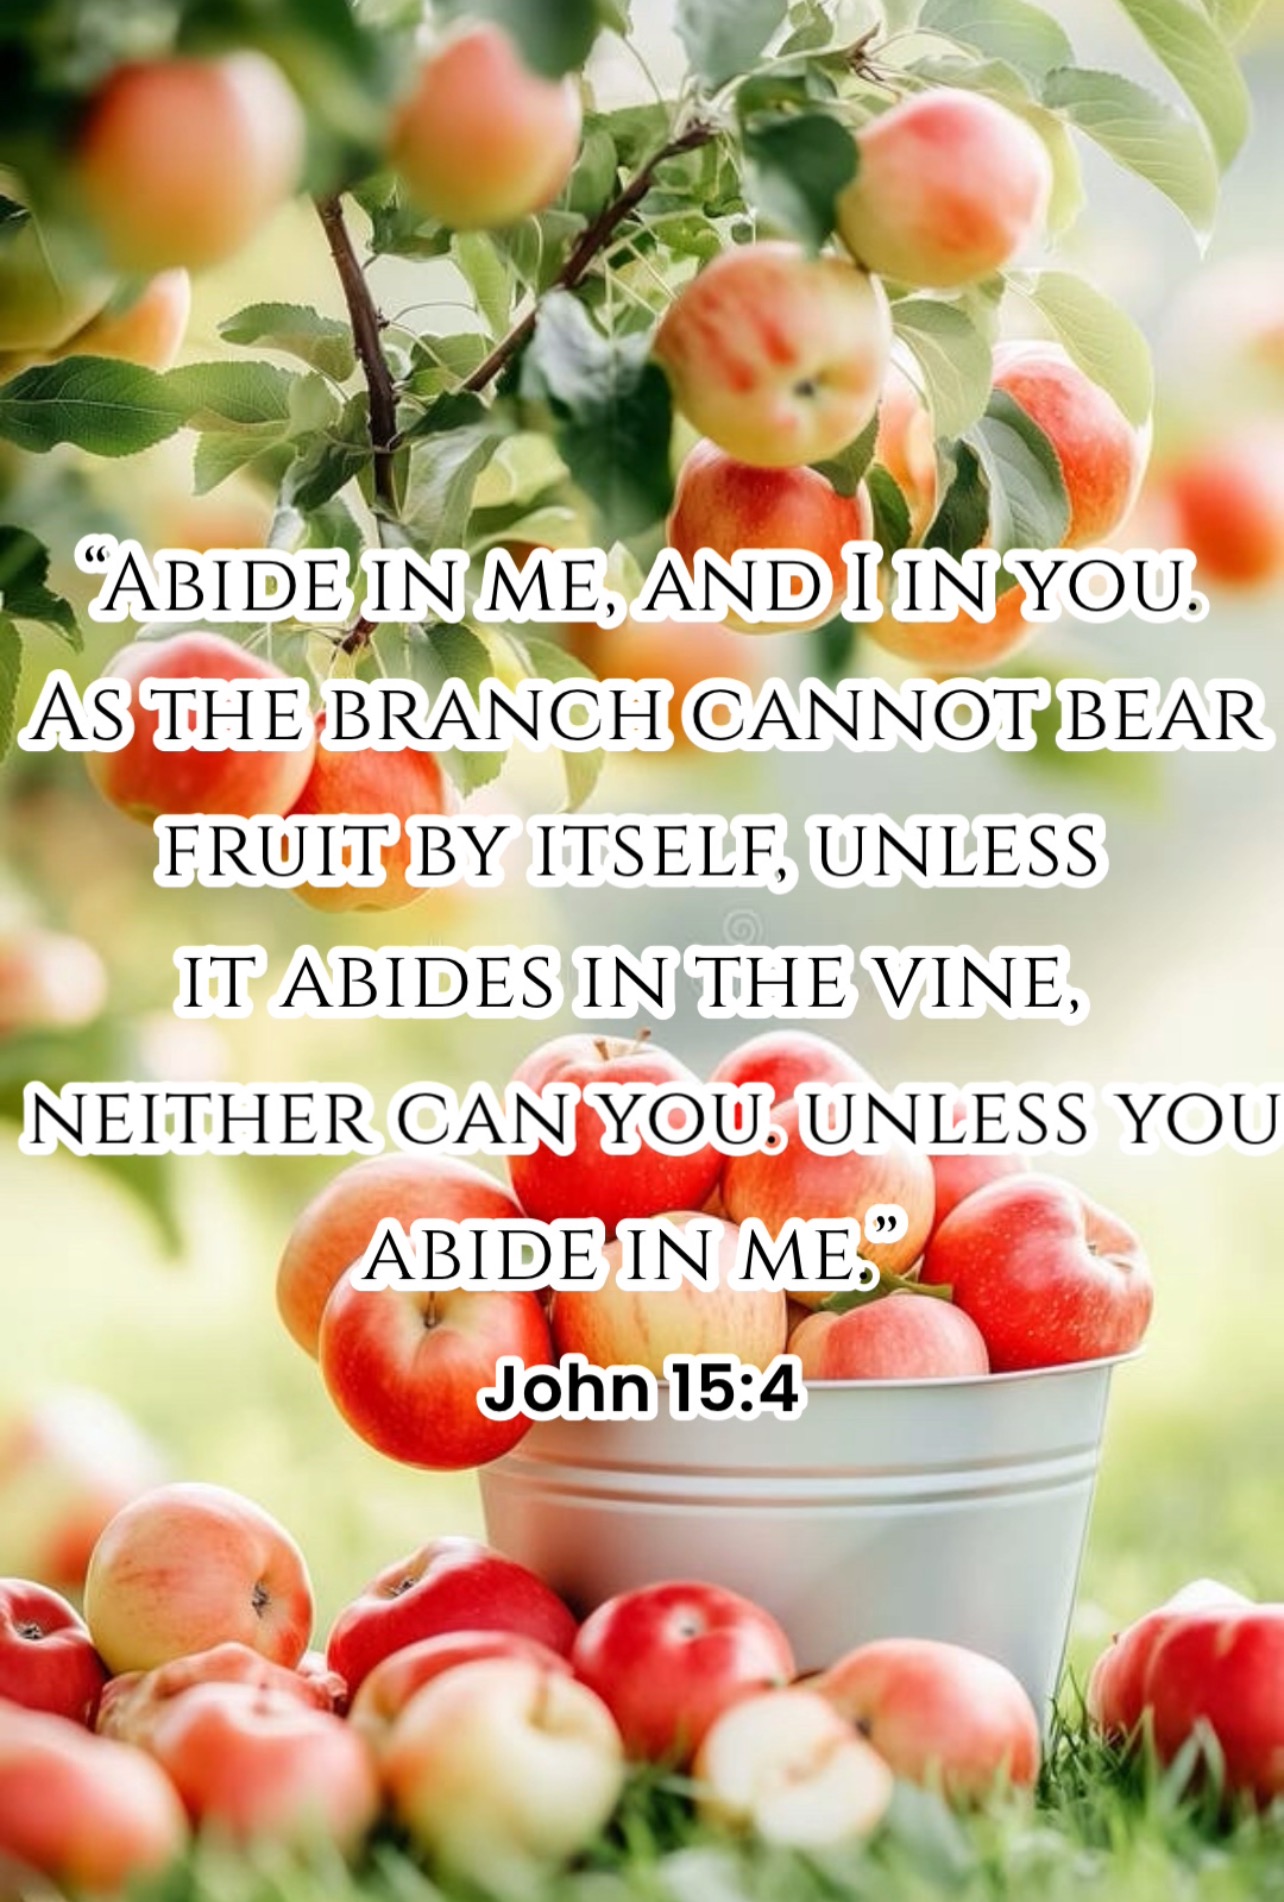 “Abide in me, and I in you.
As the branch cannot bear
fruit by itself, unless
it abides in the vine,
neither can you. unless you
abide in me.”
John 15:4